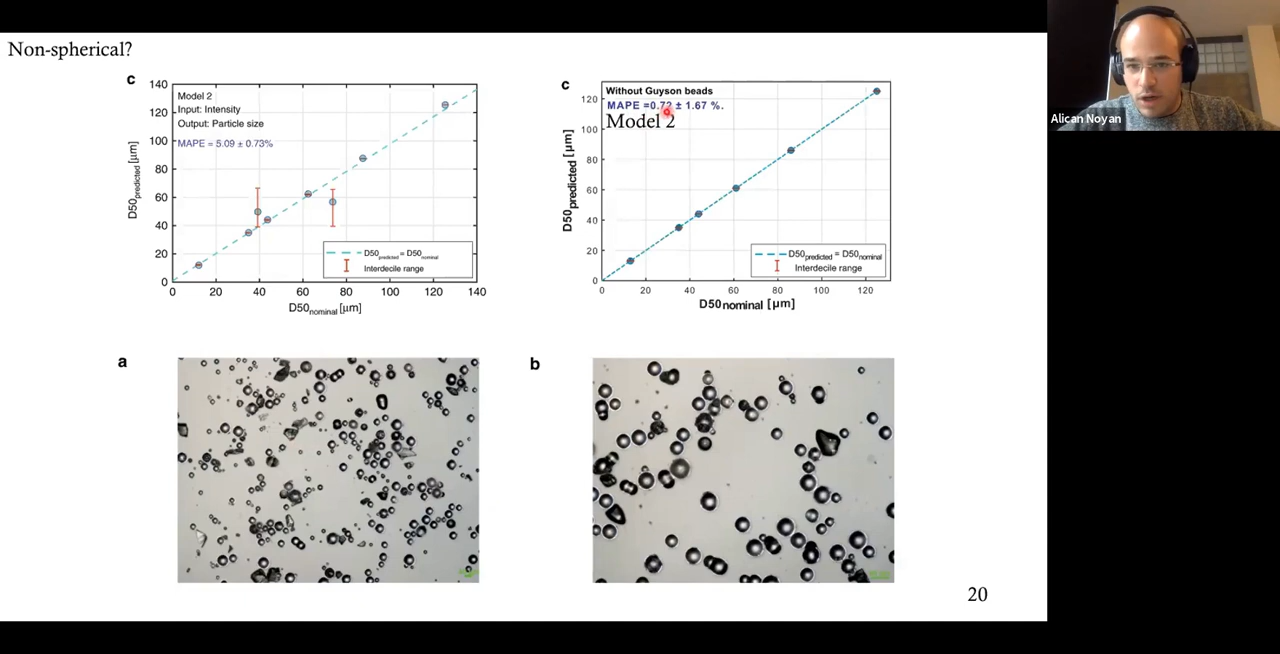 Non-spherical?
c
140
120
100
80
60
40
20
0
0 20 40 60 80 100 120 140
D50predicted [µm]
D50nominal [µm]
Model 2
Input: Intensity
Output: Particle size
MAPE = 5.09 ± 0.73%
D50predicted = D50nominal
Interdecile range
c
120
100
80
60
40
20
0
0 20 40 60 80 100 120
D50predicted [µm]
D50nominal [µm]
Without Guyson beads
MAPE =0.72 ± 1.67 %.
Model 2
D50predicted = D50nominal
Interdecile range
a
b
20
Alican Noyan